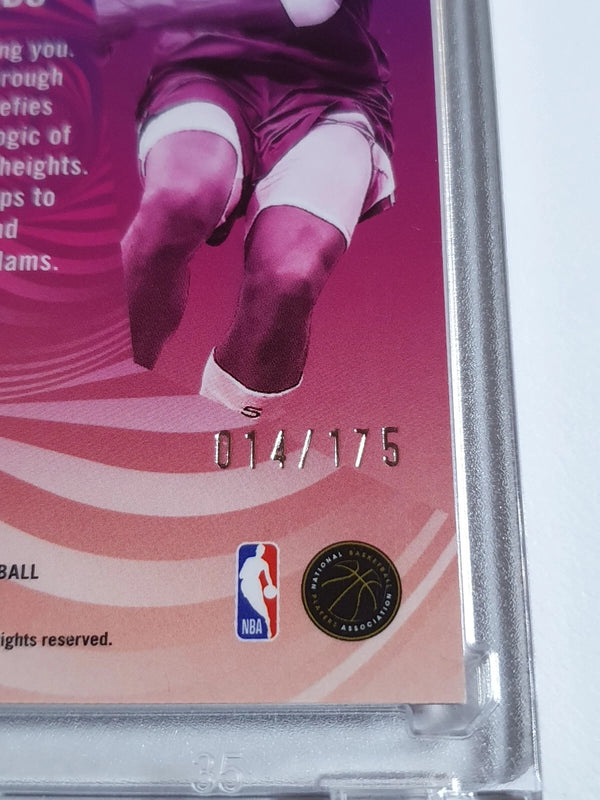 ng you.
rough
efies
ogic of
heights.
ps to
nd
lams.
S
014/175
BALL
NATIONAL BASKETBALL
PLAYERS ASSOCIATION
NBA
ights reserved.
35